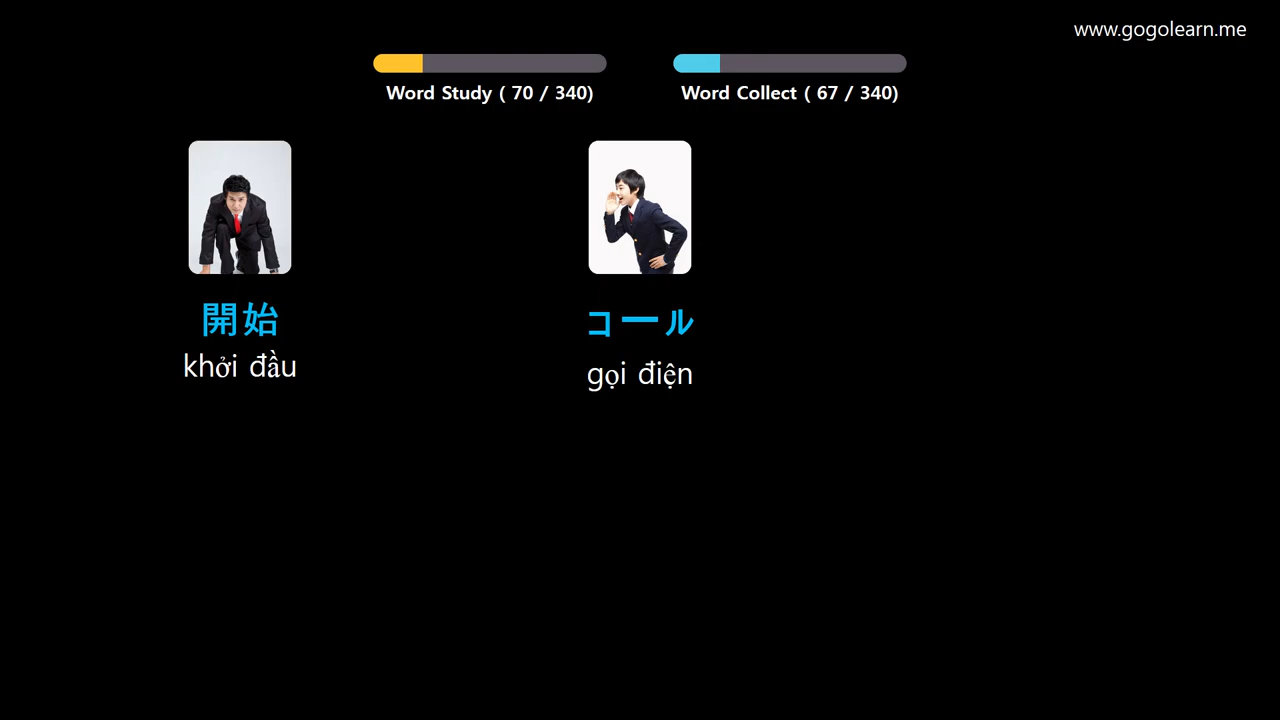 www.gogolearn.me
Word Study ( 70 / 340)
Word Collect ( 67 / 340)
開始
khởi đầu
コール
gọi điện